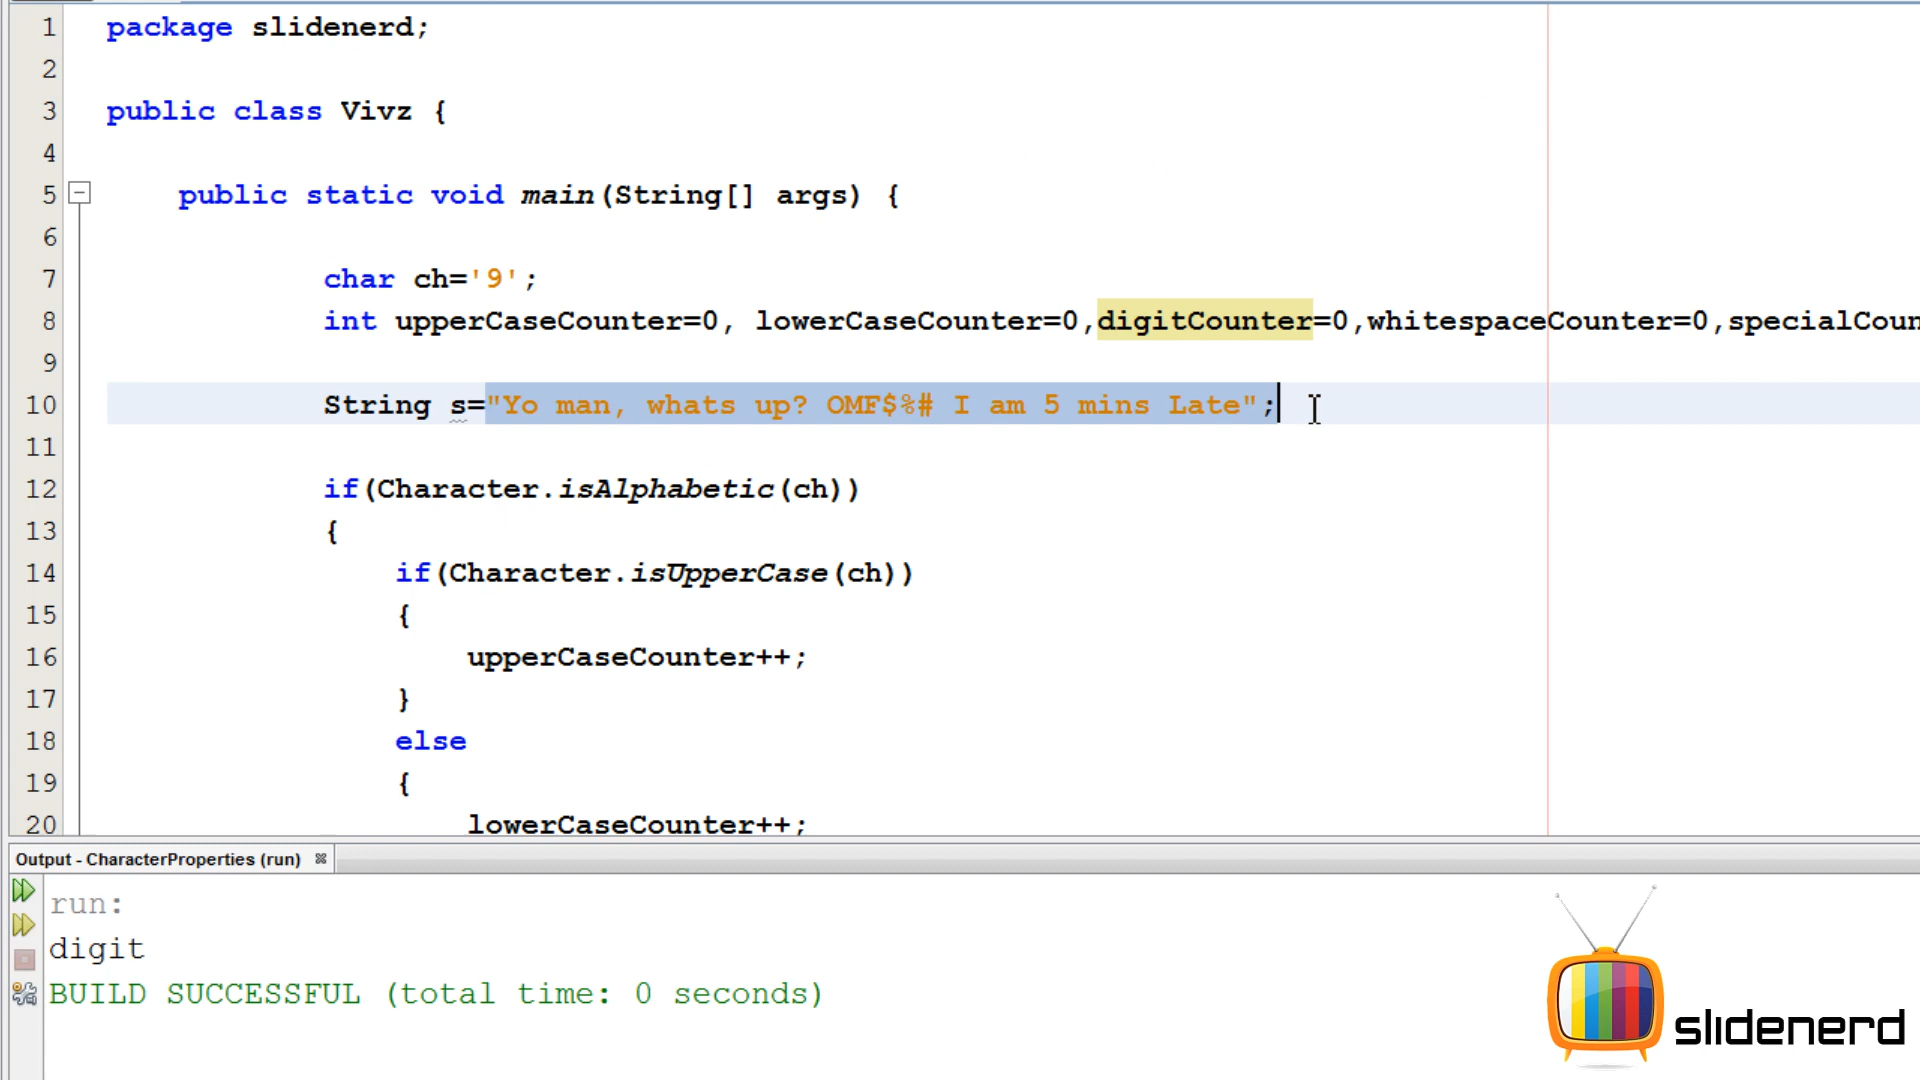 1 package slidenerd;
2
3 public class Vivz {
4
5 public static void main(String[] args) {
6
7 char ch='9';
8 int upperCaseCounter=0, lowerCaseCounter=0,digitCounter=0,whitespaceCounter=0,specialCoun
9
10 String s="Yo man, whats up? OMF$%# I am 5 mins Late";
11
12 if(Character.isAlphabetic(ch))
13 {
14 if(Character.isUpperCase(ch))
15 {
16 upperCaseCounter++;
17 }
18 else
19 {
20 lowerCaseCounter++;
Output - CharacterProperties (run)
run:
digit
BUILD SUCCESSFUL (total time: 0 seconds)
slidenerd